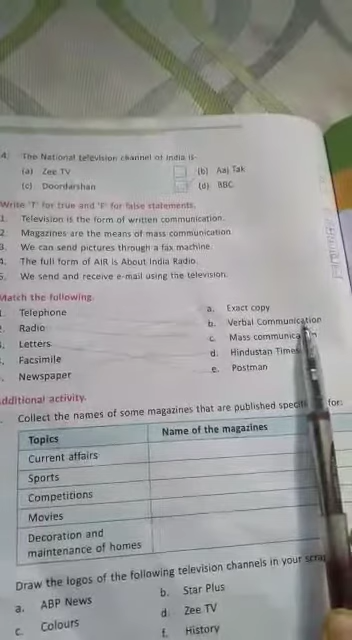 4. The National television channel of India is
(a) Zee TV (b) Aaj Tak
(c) Doordarshan (d) BBC
Write 'T' for true and 'F' for false statements.
1. Television is the form of written communication.
2. Magazines are the means of mass communication.
3. We can send pictures through a fax machine.
4. The full form of AIR is About India Radio.
5. We send and receive e-mail using the television.
Match the following.
1. Telephone a. Exact copy
2. Radio b. Verbal Communication
Letters c. Mass
Facsimile d. Hindustan Times
Newspaper e. Postman
dditional activity.
Collect the names of some magazines that are published for:
Topics Name of the magazines
Current affairs
Sports
Competitions
Movies
Decoration and
maintenance of homes
Draw the logos of the following television channels in your
a. ABP News b. Star Plus
c. Colours d. Zee TV
f. History